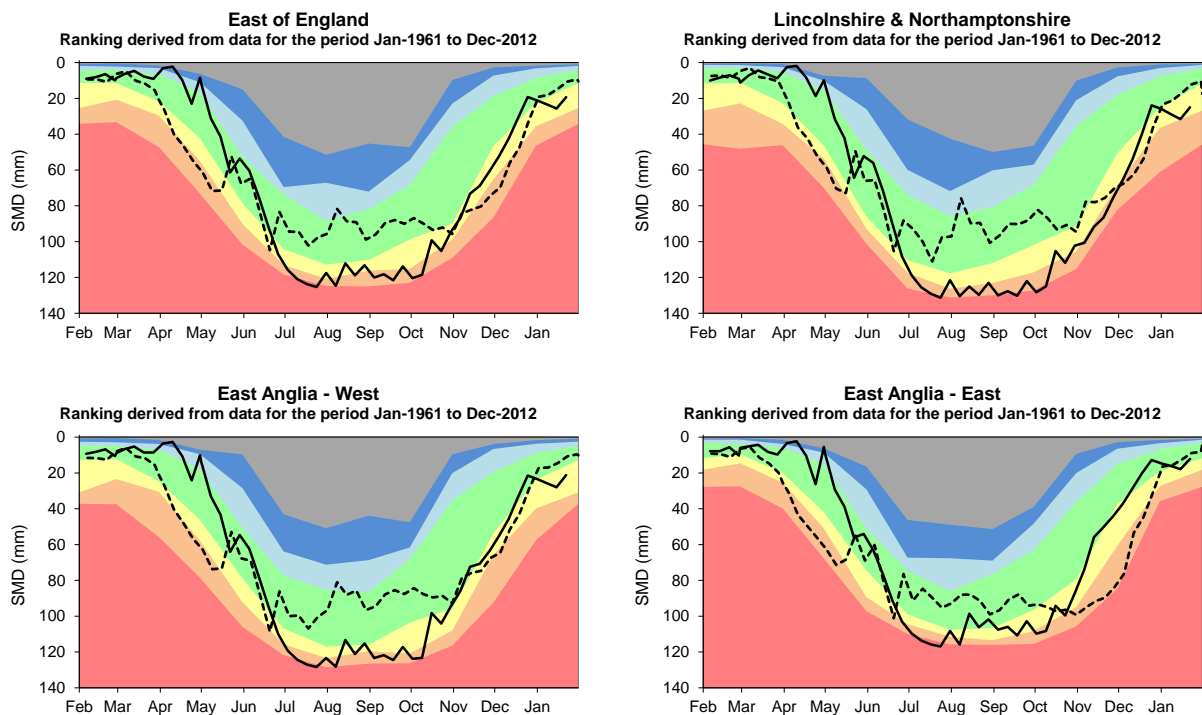 East of England
Ranking derived from data for the period Jan-1961 to Dec-2012
0
20
40
60
80
100
120
140
SMD (mm)
Feb Mar Apr May Jun Jul Aug Sep Oct Nov Dec Jan
Lincolnshire & Northamptonshire
Ranking derived from data for the period Jan-1961 to Dec-2012
0
20
40
60
80
100
120
140
SMD (mm)
Feb Mar Apr May Jun Jul Aug Sep Oct Nov Dec Jan
East Anglia - West
Ranking derived from data for the period Jan-1961 to Dec-2012
0
20
40
60
80
100
120
140
SMD (mm)
Feb Mar Apr May Jun Jul Aug Sep Oct Nov Dec Jan
East Anglia - East
Ranking derived from data for the period Jan-1961 to Dec-2012
0
20
40
60
80
100
120
140
SMD (mm)
Feb Mar Apr May Jun Jul Aug Sep Oct Nov Dec Jan